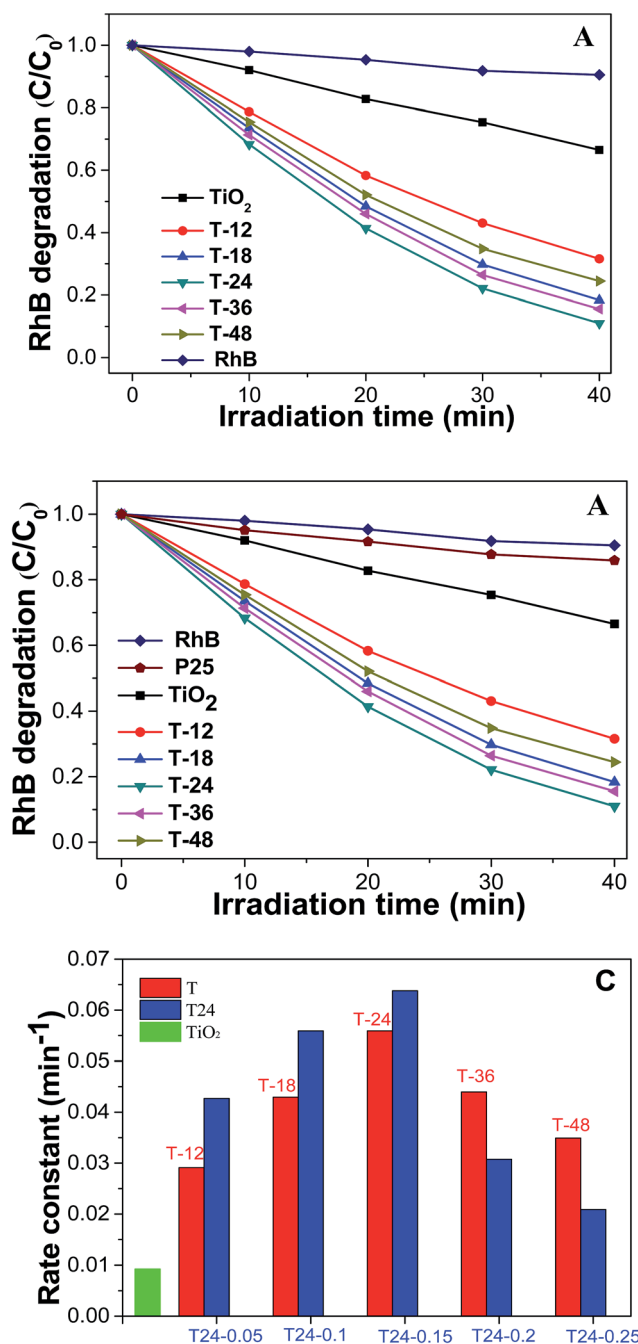 A
RhB degradation (C/C₀)
1.0
0.8
0.6
0.4
0.2
0.0
TiO₂
T-12
T-18
T-24
T-36
T-48
RhB
0 10 20 30 40
Irradiation time (min)
A
RhB degradation (C/C₀)
1.0
0.8
0.6
0.4
0.2
0.0
RhB
P25
TiO₂
T-12
T-18
T-24
T-36
T-48
0 10 20 30 40
Irradiation time (min)
C
Rate constant (min⁻¹)
0.07
0.06
0.05
0.04
0.03
0.02
0.01
0.00
T
T24
TiO₂
T-12
T-18
T-24
T-36
T-48
T24-0.05 T24-0.1 T24-0.15 T24-0.2 T24-0.25